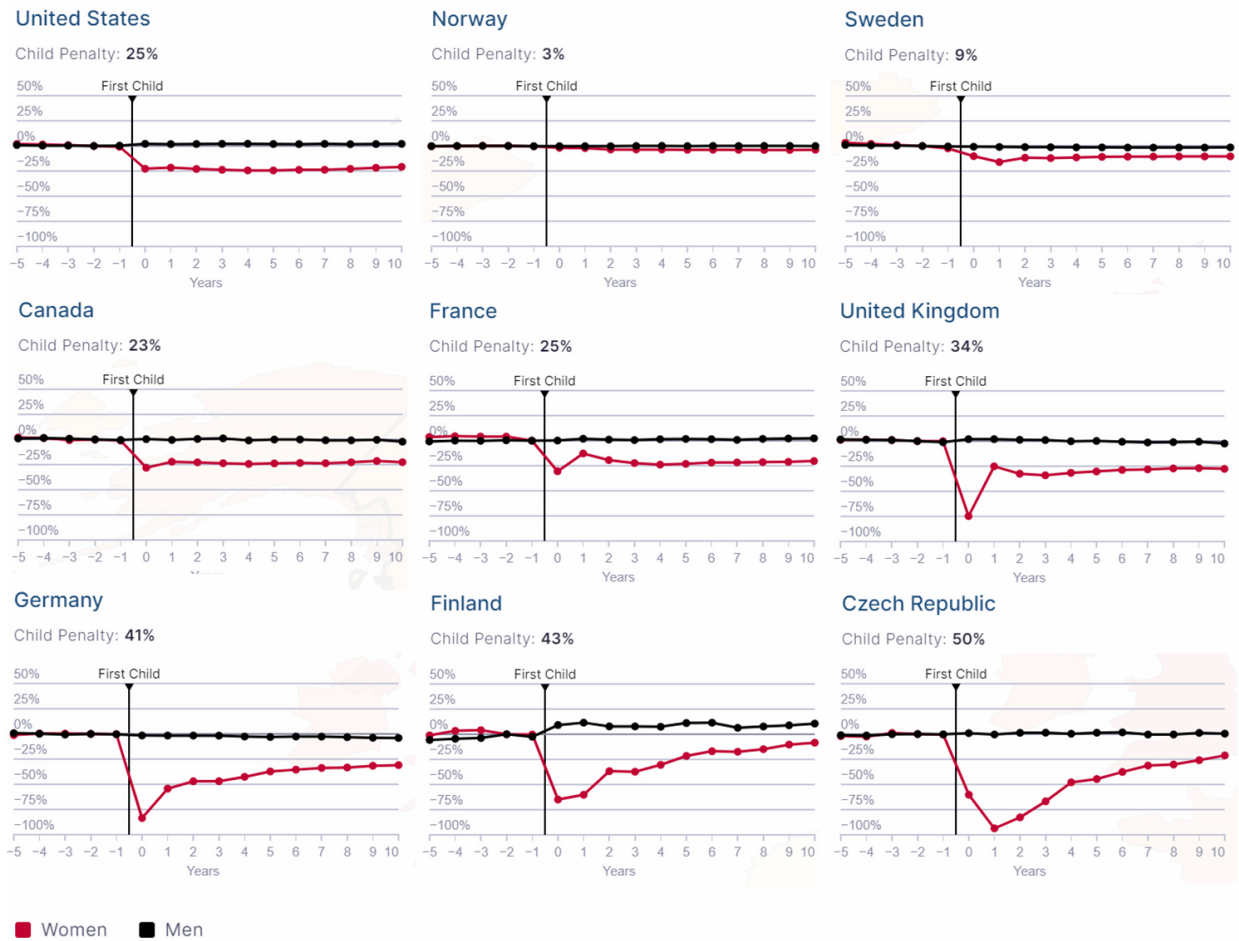 United States
Child Penalty: 25%
First Child
50%
25%
0%
−25%
−50%
−75%
−100%
−5 −4 −3 −2 −1 0 1 2 3 4 5 6 7 8 9 10
Years
Norway
Child Penalty: 3%
First Child
50%
25%
0%
−25%
−50%
−75%
−100%
−5 −4 −3 −2 −1 0 1 2 3 4 5 6 7 8 9 10
Years
Sweden
Child Penalty: 9%
First Child
50%
25%
0%
−25%
−50%
−75%
−100%
−5 −4 −3 −2 −1 0 1 2 3 4 5 6 7 8 9 10
Years
Canada
Child Penalty: 23%
First Child
50%
25%
0%
−25%
−50%
−75%
−100%
−5 −4 −3 −2 −1 0 1 2 3 4 5 6 7 8 9 10
France
Child Penalty: 25%
First Child
50%
25%
0%
−25%
−50%
−75%
−100%
−5 −4 −3 −2 −1 0 1 2 3 4 5 6 7 8 9 10
Years
United Kingdom
Child Penalty: 34%
First Child
50%
25%
0%
−25%
−50%
−75%
−100%
−5 −4 −3 −2 −1 0 1 2 3 4 5 6 7 8 9 10
Years
Germany
Child Penalty: 41%
First Child
50%
25%
0%
−25%
−50%
−75%
−100%
−5 −4 −3 −2 −1 0 1 2 3 4 5 6 7 8 9 10
Years
Finland
Child Penalty: 43%
First Child
50%
25%
0%
−25%
−50%
−75%
−100%
−5 −4 −3 −2 −1 0 1 2 3 4 5 6 7 8 9 10
Years
Czech Republic
Child Penalty: 50%
First Child
50%
25%
0%
−25%
−50%
−75%
−100%
−5 −4 −3 −2 −1 0 1 2 3 4 5 6 7 8 9 10
Years
Women Men